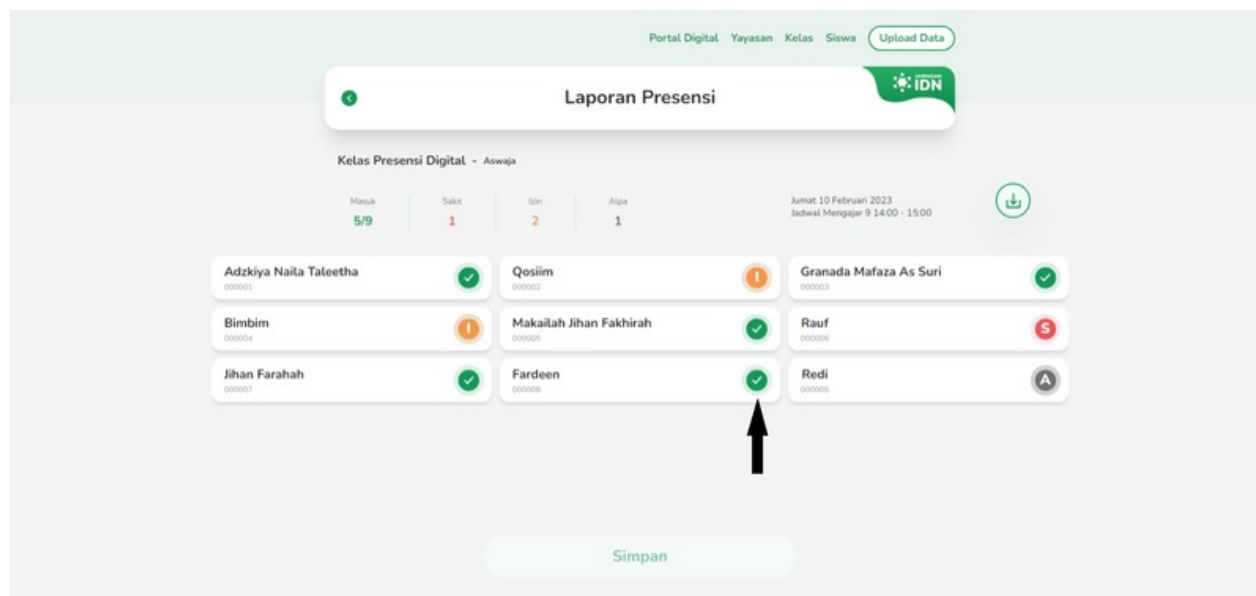 Portal Digital Yayasan Kelas Siswa Upload Data
JARINGAN
IDN
Laporan Presensi
Kelas Presensi Digital - Aswaja
Masuk Sakit Izin Alpa
5/9 1 2 1
Jumat 10 Februari 2023
Jadwal Mengajar 9 14:00 - 15:00
Adzkiya Naila Taleetha
000001
Qosiim I
000002
Granada Mafaza As Suri
000003
Bimbim I
000004
Makailah Jihan Fakhirah
000005
Rauf S
000006
Jihan Farahah
000007
Fardeen
000008
Redi A
000009
Simpan